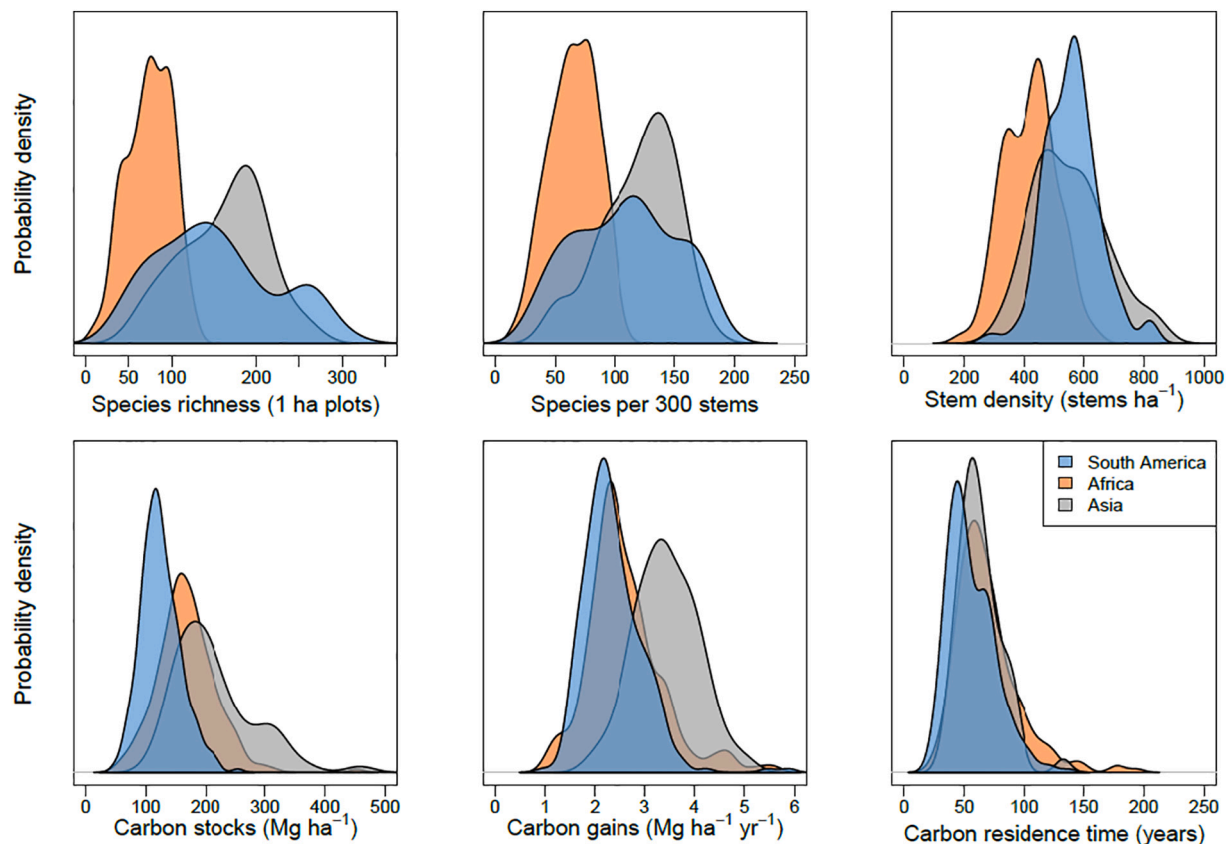 Probability density
0 50 100 200 300
Species richness (1 ha plots)
0 50 100 150 200 250
Species per 300 stems
0 200 400 600 800 1000
Stem density (stems ha⁻¹)
Probability density
South America
Africa
Asia
0 100 200 300 400 500
Carbon stocks (Mg ha⁻¹)
0 1 2 3 4 5 6
Carbon gains (Mg ha⁻¹ yr⁻¹)
0 50 100 150 200 250
Carbon residence time (years)